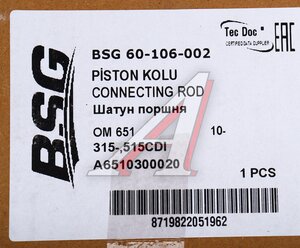 BSG
BSG 60-106-002
Tec Doc
CERTIFIED DATA SUPPLIER
EAC
PİSTON KOLU
CONNECTING ROD
Шатун поршня
OM 651 10-
315-,515CDI
A6510300020
1 PCS
8719822051962